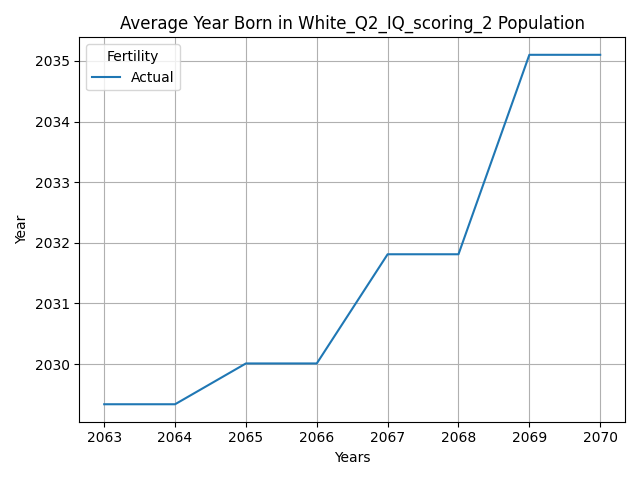 Average Year Born in White_Q2_IQ_scoring_2 Population
Fertility
Actual
2035
2034
2033
2032
2031
2030
Year
2063 2064 2065 2066 2067 2068 2069 2070
Years